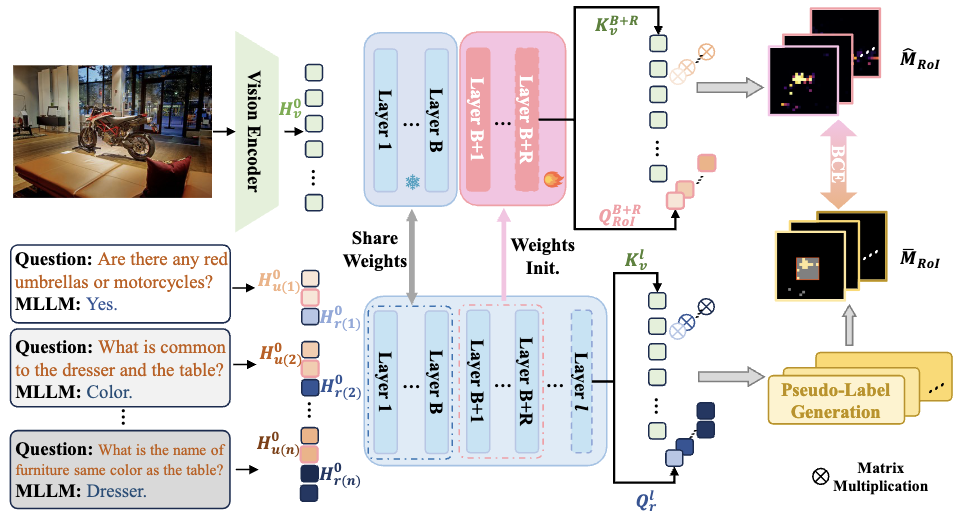 Vision Encoder
H_v^0
Layer 1
...
Layer B
Layer B+1
...
Layer B+R
K_v^{B+R}
Q_{RoI}^{B+R}
M̂_{RoI}
BCE
M̄_{RoI}
Share
Weights
Weights
Init.
Question: Are there any red
umbrellas or motorcycles?
MLLM: Yes.
H_{u(1)}^0
H_{r(1)}^0
Question: What is common
to the dresser and the table?
MLLM: Color.
H_{u(2)}^0
H_{r(2)}^0
Question: What is the name of
furniture same color as the table?
MLLM: Dresser.
H_{u(n)}^0
H_{r(n)}^0
Layer 1
...
Layer B
Layer B+1
...
Layer B+R
...
Layer l
K_v^l
Q_r^l
Pseudo-Label
Generation
Matrix
Multiplication